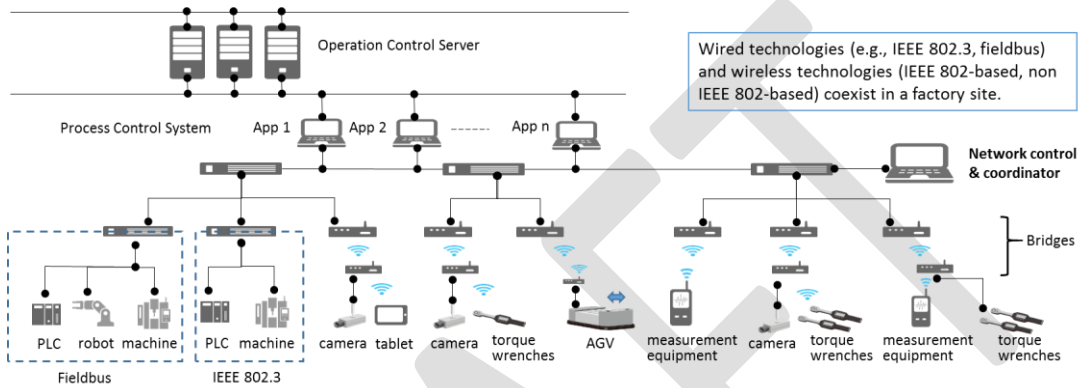 Operation Control Server
Wired technologies (e.g., IEEE 802.3, fieldbus)
and wireless technologies (IEEE 802-based, non
IEEE 802-based) coexist in a factory site.
Process Control System
App 1
App 2
App n
Network control
& coordinator
Bridges
PLC
robot
machine
PLC
machine
camera
tablet
camera
torque
wrenches
AGV
measurement
equipment
camera
torque
wrenches
measurement
equipment
torque
wrenches
Fieldbus
IEEE 802.3